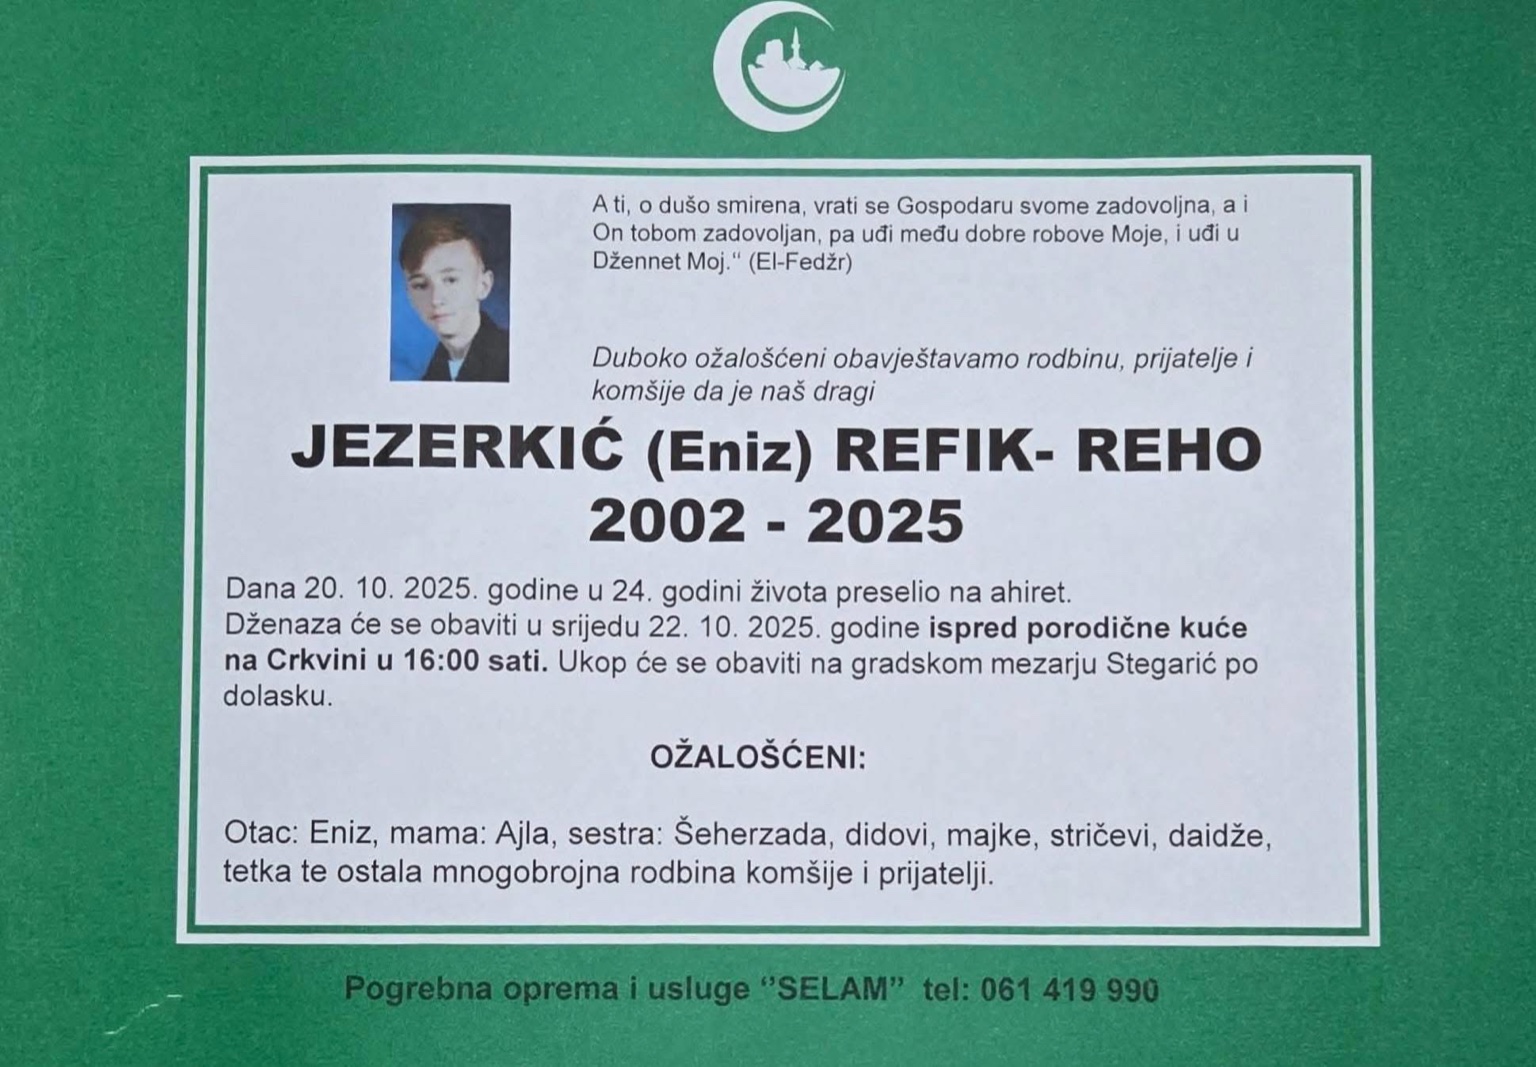 A ti, o dušo smirena, vrati se Gospodaru svome zadovoljna, a i
On tobom zadovoljan, pa uđi među dobre robove Moje, i uđi u
Džennet Moj.“ (El-Fedžr)
Duboko ožalošćeni obavještavamo rodbinu, prijatelje i
komšije da je naš dragi
JEZERKIĆ (Eniz) REFIK- REHO
2002 - 2025
Dana 20. 10. 2025. godine u 24. godini života preselio na ahiret.
Dženaza će se obaviti u srijedu 22. 10. 2025. godine ispred porodične kuće
na Crkvini u 16:00 sati. Ukop će se obaviti na gradskom mezarju Stegarić po
dolasku.
OŽALOŠĆENI:
Otac: Eniz, mama: Ajla, sestra: Šeherzada, didovi, majke, stričevi, daidže,
tetka te ostala mnogobrojna rodbina komšije i prijatelji.
Pogrebna oprema i usluge ‘’SELAM’’ tel: 061 419 990